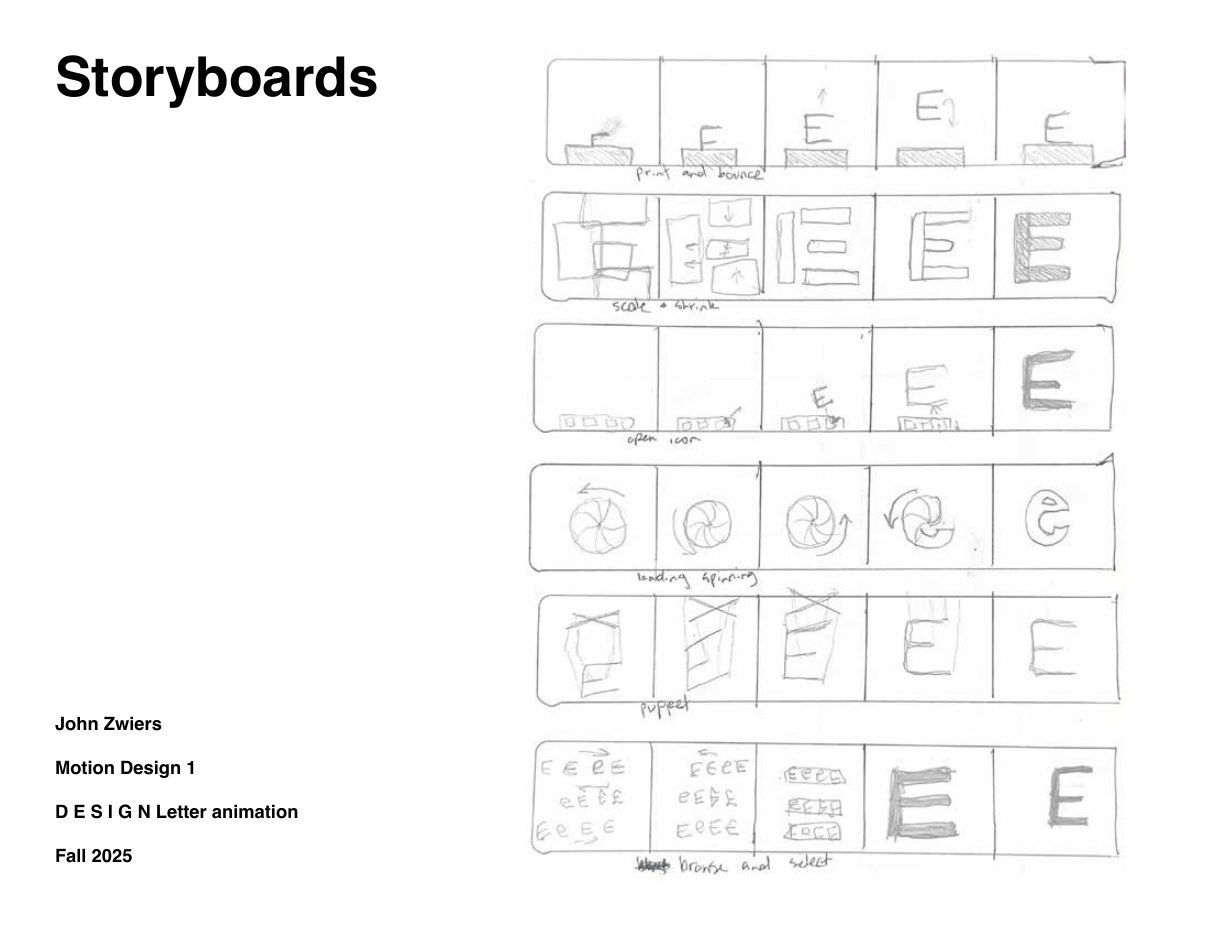 Storyboards
E
E
E
E
E
print and bounce
E
E
E
E
E
scale + shrink
E
E
E
open icon
e
e
loading spinning
E
E
E
E
E
puppet
E E e E
E E e E
e E E E
e E E E
E e E E
E e E E
E e e E
e E E E
E e E E
E
E
browse and select
John Zwiers
Motion Design 1
D E S I G N Letter animation
Fall 2025